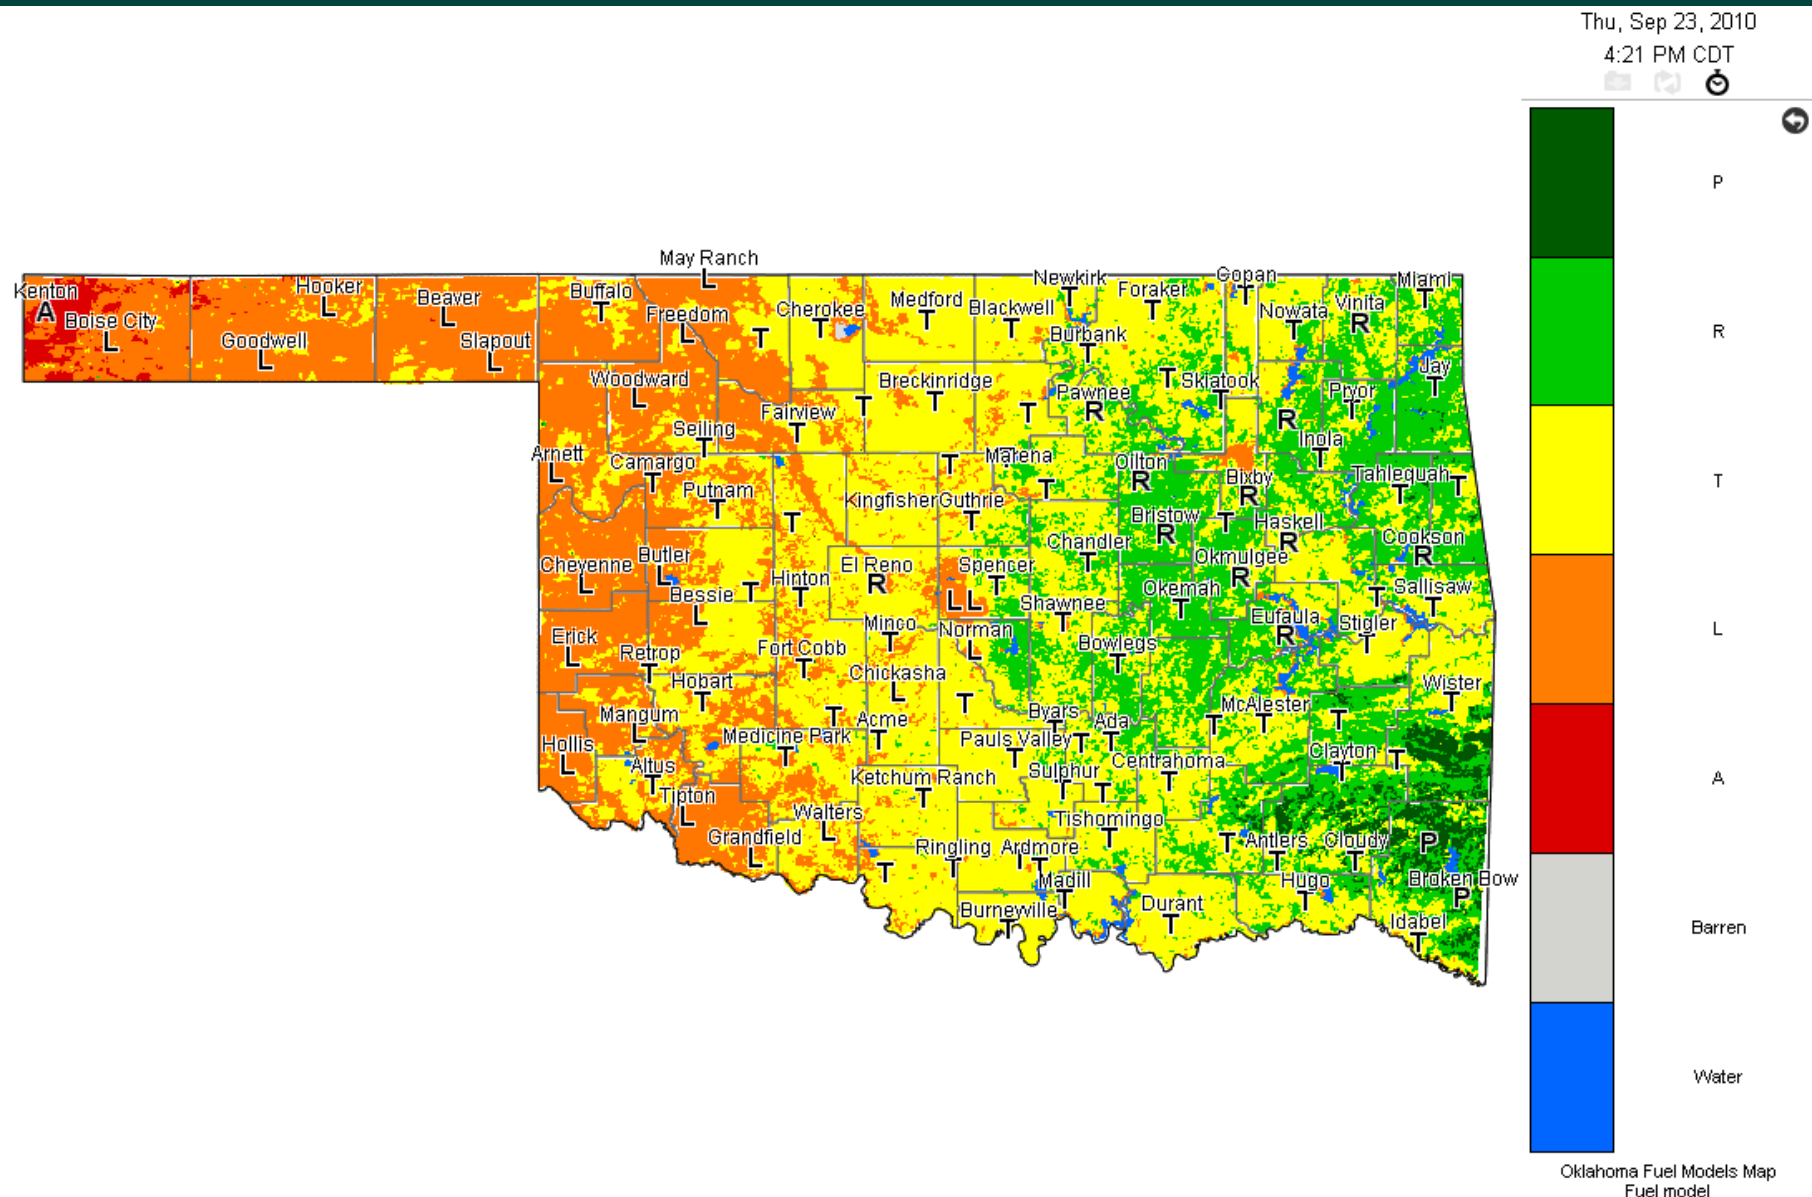 Thu, Sep 23, 2010
4:21 PM CDT
P
R
T
L
A
Barren
Water
Oklahoma Fuel Models Map
Fuel model
May Ranch
L
Kenton
A
Boise City
L
Goodwell
L
Hooker
L
Beaver
L
Slapout
L
Buffalo
T
Freedom
L
T
Cherokee
T
Medford
T
Blackwell
T
Newkirk
T
Foraker
T
Copan
T
Nowata
T
Vinita
R
Miami
T
Burbank
T
Woodward
L
Seiling
T
Fairview
T
T
Breckinridge
T
T
Pawnee
R
T
Skiatook
T
R
Pryor
T
Jay
T
Inola
T
Arnett
L
Camargo
T
Putnam
T
T
Kingfisher
Guthrie
T
T
Marena
T
Oilton
R
Bixby
R
T
Tahlequah
T
T
Bristow
R
Haskell
R
Cookson
R
Cheyenne
L
Butler
L
Bessie
L
T
Hinton
T
El Reno
R
Spencer
T
LL
Chandler
T
Okmulgee
R
Okemah
T
Shawnee
T
Sallisaw
T
T
Eufaula
R
Stigler
T
Erick
L
Retrop
T
Fort Cobb
T
Minco
T
Norman
L
Bowlegs
T
Hobart
T
Chickasha
L
T
Wister
T
Mangum
L
T
Acme
T
Byars
T
Ada
T
T
McAlester
T
T
T
Hollis
L
Medicine Park
T
Pauls Valley
T
Clayton
T
T
Altus
T
Ketchum Ranch
T
Sulphur
T
T
Centrahoma
T
Tipton
L
Walters
L
Grandfield
L
Tishomingo
T
T
Antlers
T
Cloudy
T
P
Ringling
T
T
Ardmore
T
T
Madill
T
Hugo
T
Broken Bow
P
Burneyville
T
Durant
T
Idabel
T